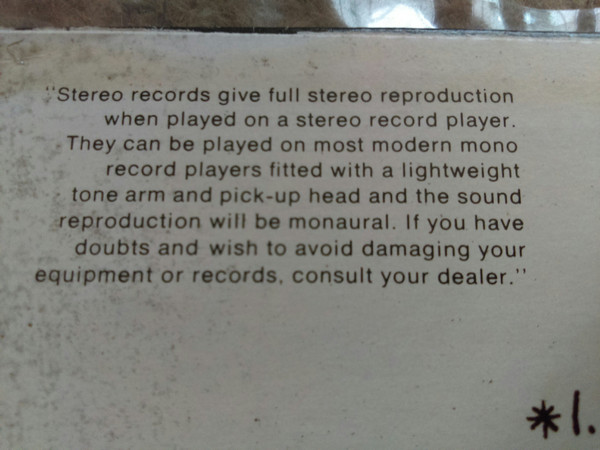 "Stereo records give full stereo reproduction
when played on a stereo record player.
They can be played on most modern mono
record players fitted with a lightweight
tone arm and pick-up head and the sound
reproduction will be monaural. If you have
doubts and wish to avoid damaging your
equipment or records, consult your dealer."
*1.